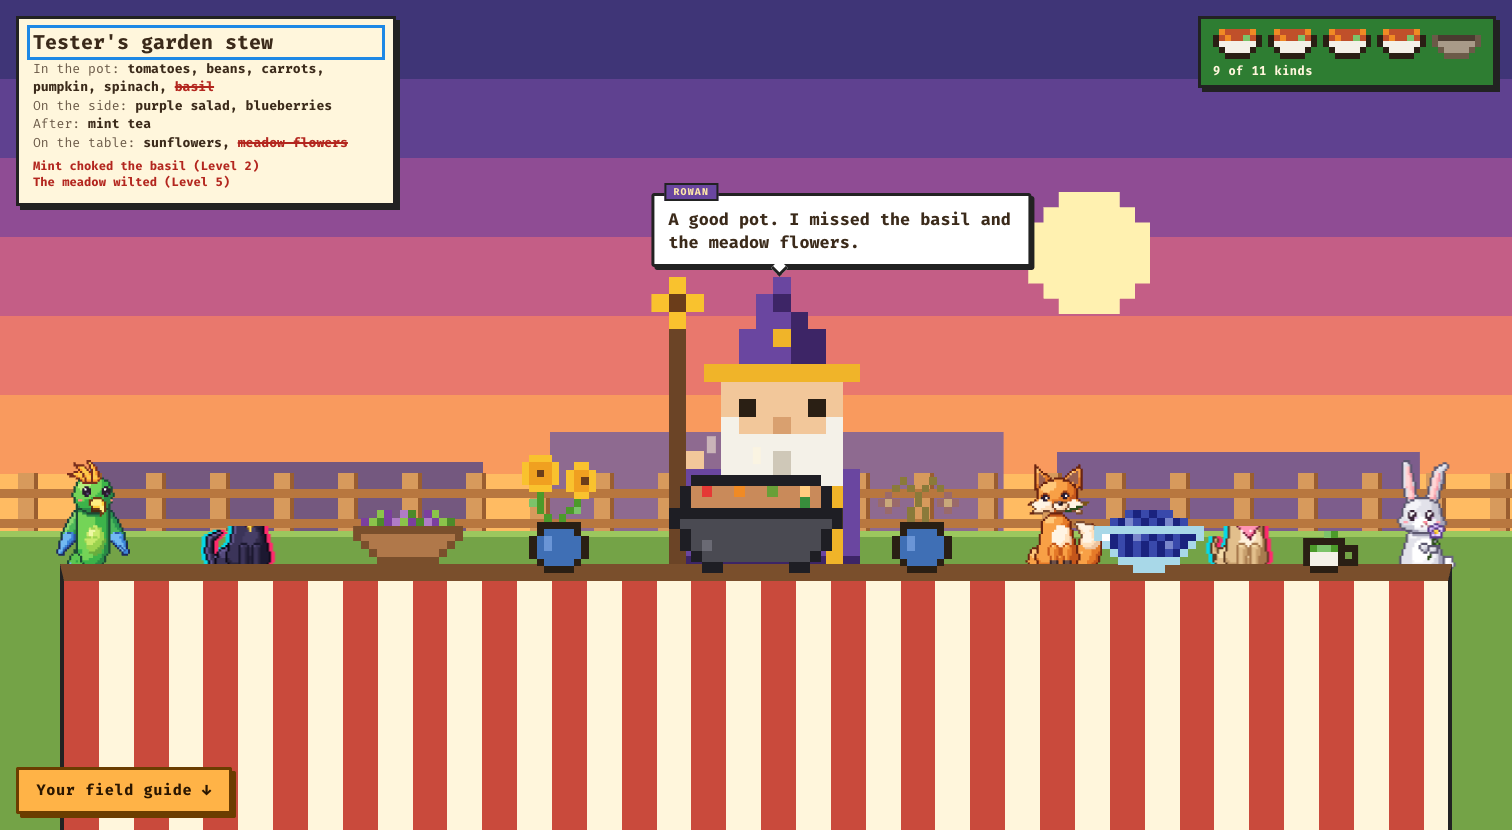 Tester's garden stew
In the pot: tomatoes, beans, carrots,
pumpkin, spinach, basil
On the side: purple salad, blueberries
After: mint tea
On the table: sunflowers, meadow flowers
Mint choked the basil (Level 2)
The meadow wilted (Level 5)
9 of 11 kinds
ROWAN
A good pot. I missed the basil and
the meadow flowers.
Your field guide ↓